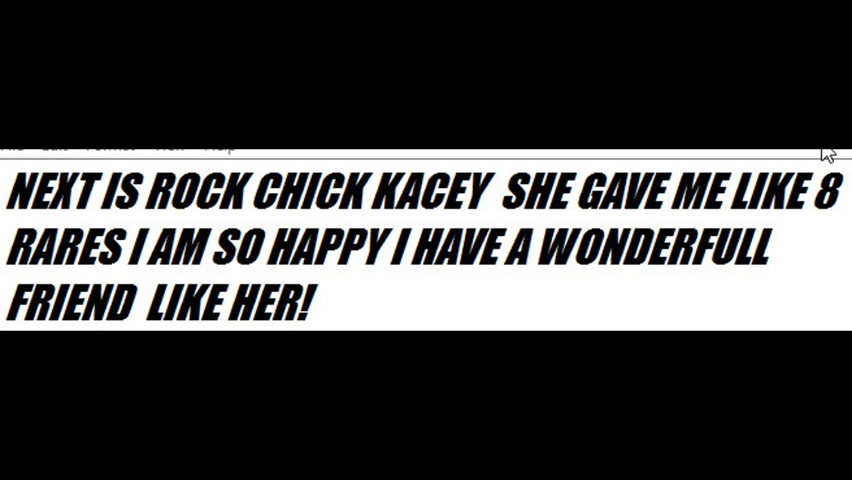 NEXT IS ROCK CHICK KACEY SHE GAVE ME LIKE 8
RARES I AM SO HAPPY I HAVE A WONDERFULL
FRIEND LIKE HER!